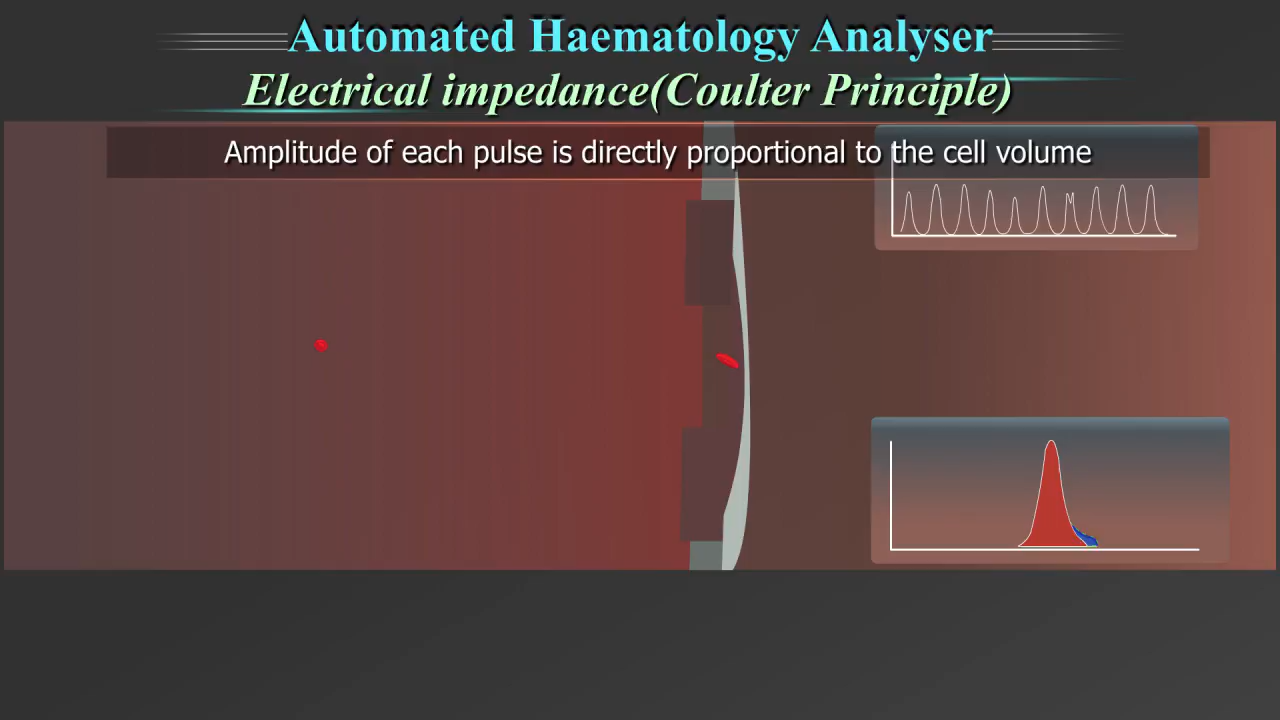 Automated Haematology Analyser
Electrical impedance(Coulter Principle)
Amplitude of each pulse is directly proportional to the cell volume